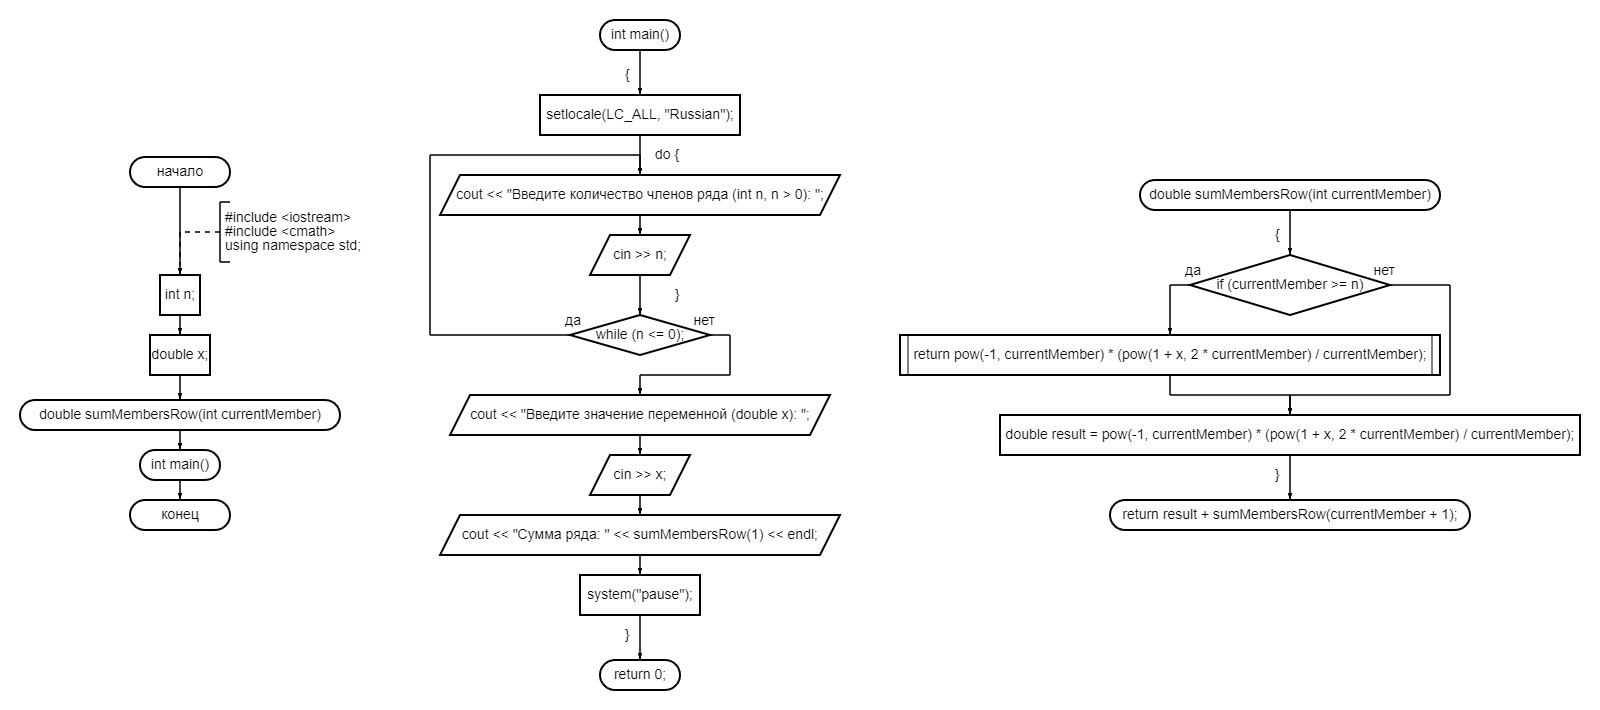 начало
#include <iostream>
#include <cmath>
using namespace std;
int n;
double x;
double sumMembersRow(int currentMember)
int main()
конец
int main()
{
setlocale(LC_ALL, "Russian");
do {
cout << "Введите количество членов ряда (int n, n > 0): ";
cin >> n;
}
да
нет
while (n <= 0);
cout << "Введите значение переменной (double x): ";
cin >> x;
cout << "Сумма ряда: " << sumMembersRow(1) << endl;
system("pause");
}
return 0;
double sumMembersRow(int currentMember)
{
да
нет
if (currentMember >= n)
return pow(-1, currentMember) * (pow(1 + x, 2 * currentMember) / currentMember);
double result = pow(-1, currentMember) * (pow(1 + x, 2 * currentMember) / currentMember);
}
return result + sumMembersRow(currentMember + 1);